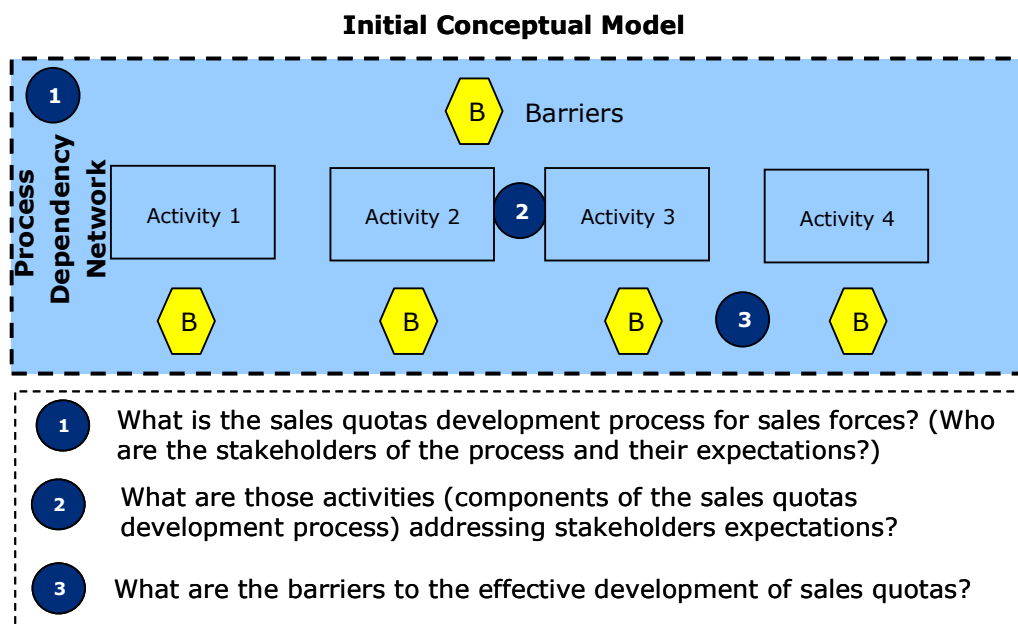 Initial Conceptual Model
1
B
Barriers
Process
Dependency
Network
Activity 1
Activity 2
2
Activity 3
Activity 4
B
B
B
3
B
1
What is the sales quotas development process for sales forces? (Who
are the stakeholders of the process and their expectations?)
2
What are those activities (components of the sales quotas
development process) addressing stakeholders expectations?
3
What are the barriers to the effective development of sales quotas?